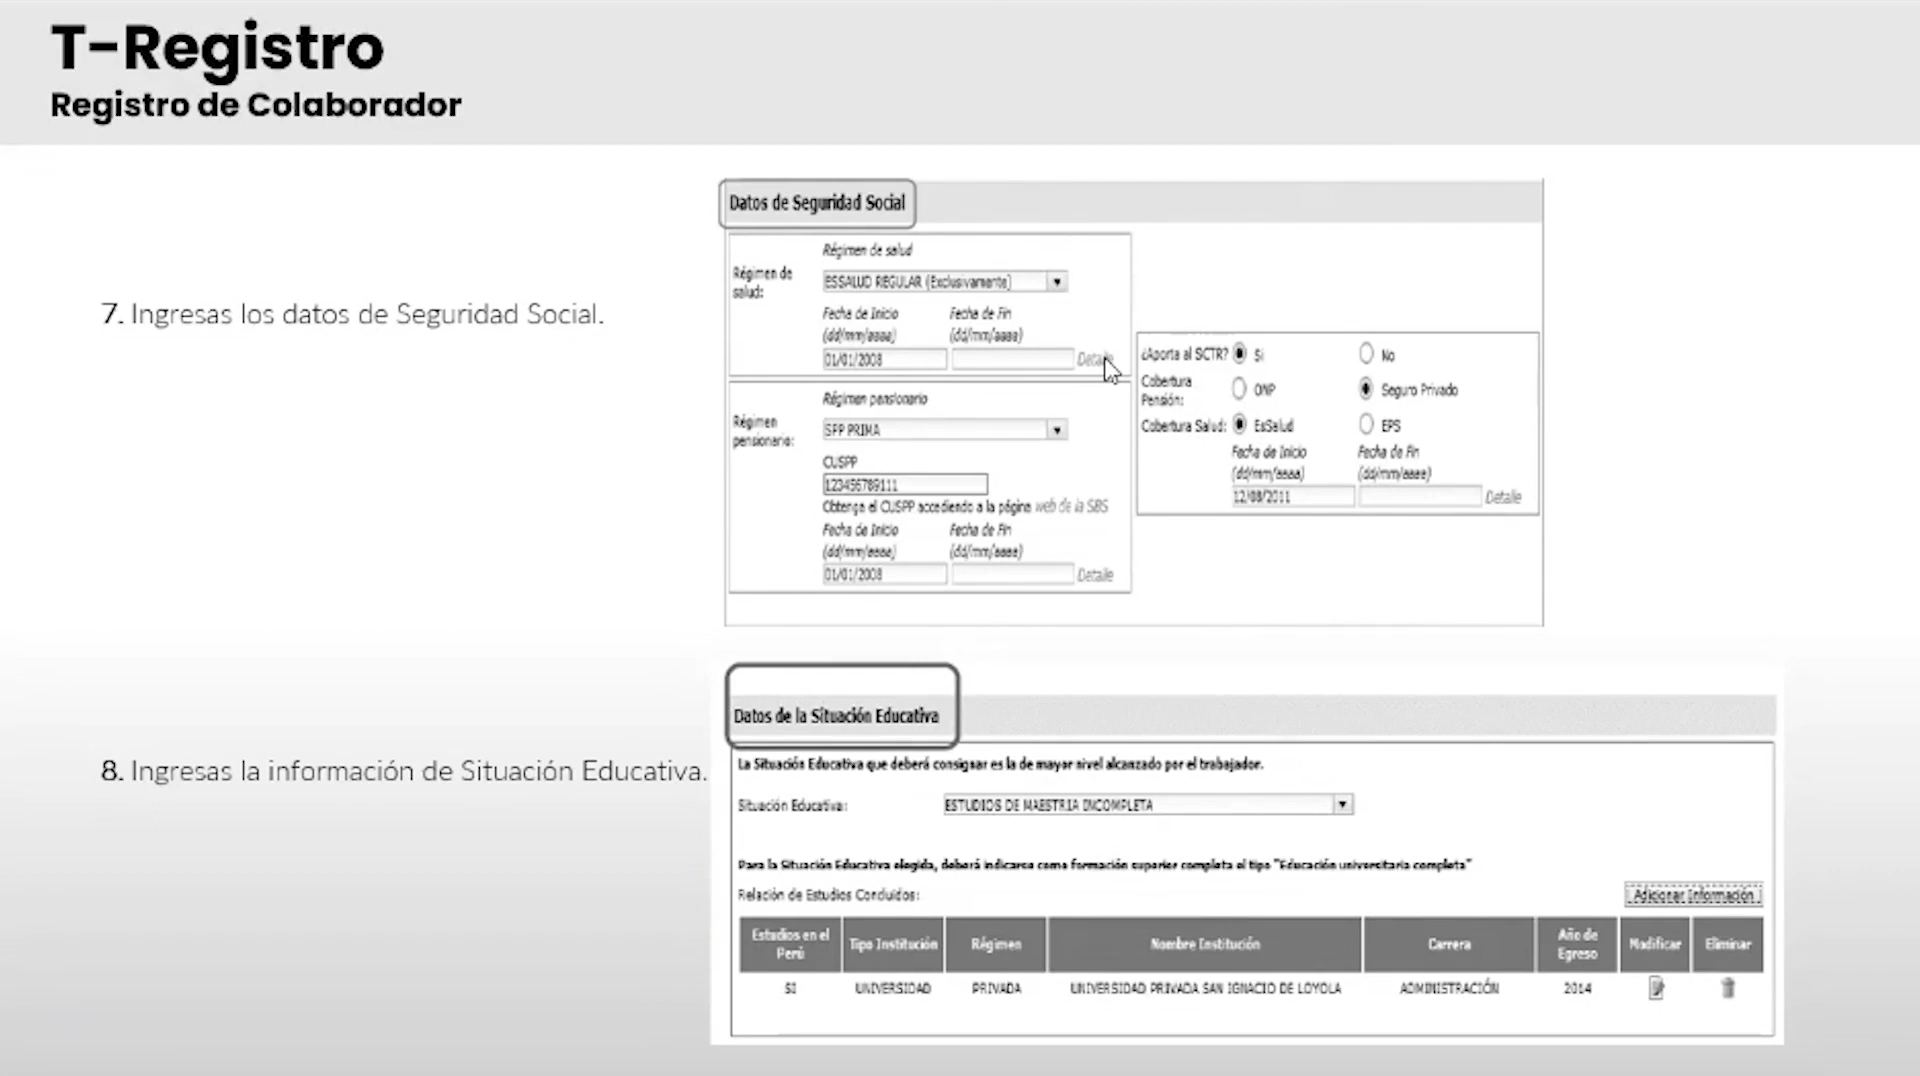 T-Registro
Registro de Colaborador
7. Ingresas los datos de Seguridad Social.
Datos de Seguridad Social
Régimen de salud:
Régimen de salud
ESSALUD REGULAR (Exclusivamente)
Fecha de Inicio Fecha de Fin
(dd/mm/aaaa) (dd/mm/aaaa)
01/01/2008 Detalle
Régimen pensionario:
Régimen pensionario
SPP PRIMA
CUSPP
123456789111
Obtenga el CUSPP accediendo a la página web de la SBS
Fecha de Inicio Fecha de Fin
(dd/mm/aaaa) (dd/mm/aaaa)
01/01/2008 Detalle
¿Aporta al SCTR? Si No
Cobertura Pensión: ONP Seguro Privado
Cobertura Salud: EsSalud EPS
Fecha de Inicio Fecha de Fin
(dd/mm/aaaa) (dd/mm/aaaa)
12/08/2011 Detalle
8. Ingresas la información de Situación Educativa.
Datos de la Situación Educativa
La Situación Educativa que deberá consignar es la de mayor nivel alcanzado por el trabajador.
Situación Educativa: ESTUDIOS DE MAESTRIA INCOMPLETA
Para la Situación Educativa elegida, deberá indicarse como formación superior completa el tipo "Educación universitaria completa"
Relación de Estudios Concluidos: Adicionar Información
Estudios en el Perú Tipo Institución Régimen Nombre Institución Carrera Año de Egreso Modificar Eliminar
SI UNIVERSIDAD PRIVADA UNIVERSIDAD PRIVADA SAN IGNACIO DE LOYOLA ADMINISTRACIÓN 2014